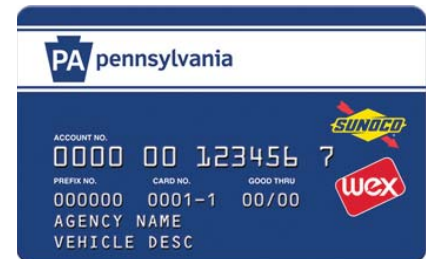 PA pennsylvania
SUNOCO
ACCOUNT NO.
0000 00 123456 7
PREFIX NO. CARD NO. GOOD THRU
000000 0001-1 00/00
wex
AGENCY NAME
VEHICLE DESC